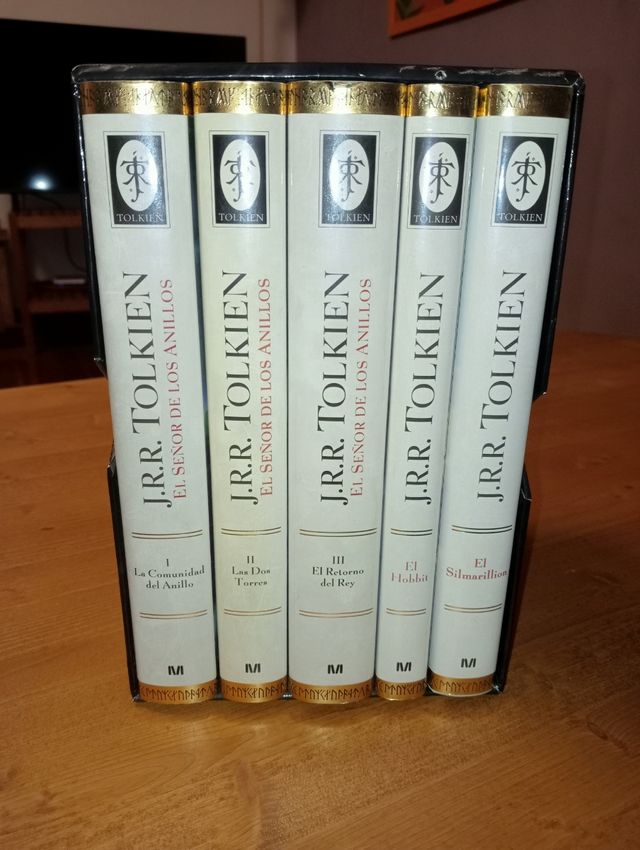 TOLKIEN
J.R.R. TOLKIEN
EL SEÑOR DE LOS ANILLOS
I
La Comunidad
del Anillo
M
TOLKIEN
J.R.R. TOLKIEN
EL SEÑOR DE LOS ANILLOS
II
Las Dos
Torres
M
TOLKIEN
J.R.R. TOLKIEN
EL SEÑOR DE LOS ANILLOS
III
El Retorno
del Rey
M
TOLKIEN
J.R.R. TOLKIEN
El
Hobbit
M
TOLKIEN
J.R.R. TOLKIEN
El
Silmarillion
M